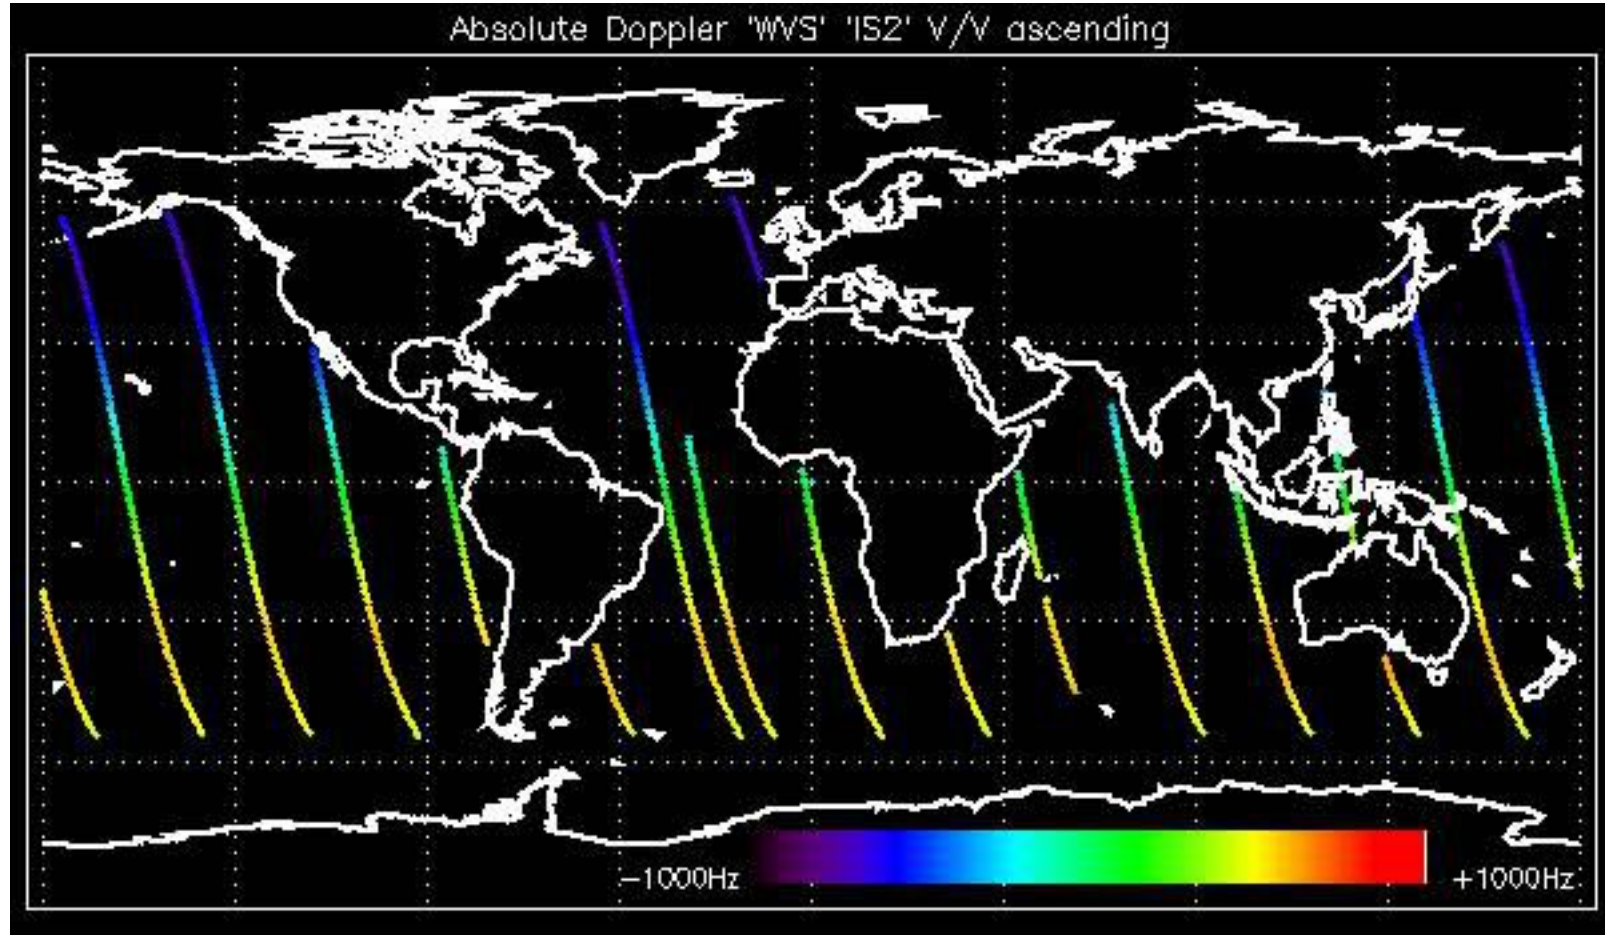 Absolute Doppler 'WVS' 'IS2' V/V ascending
−1000Hz +1000Hz